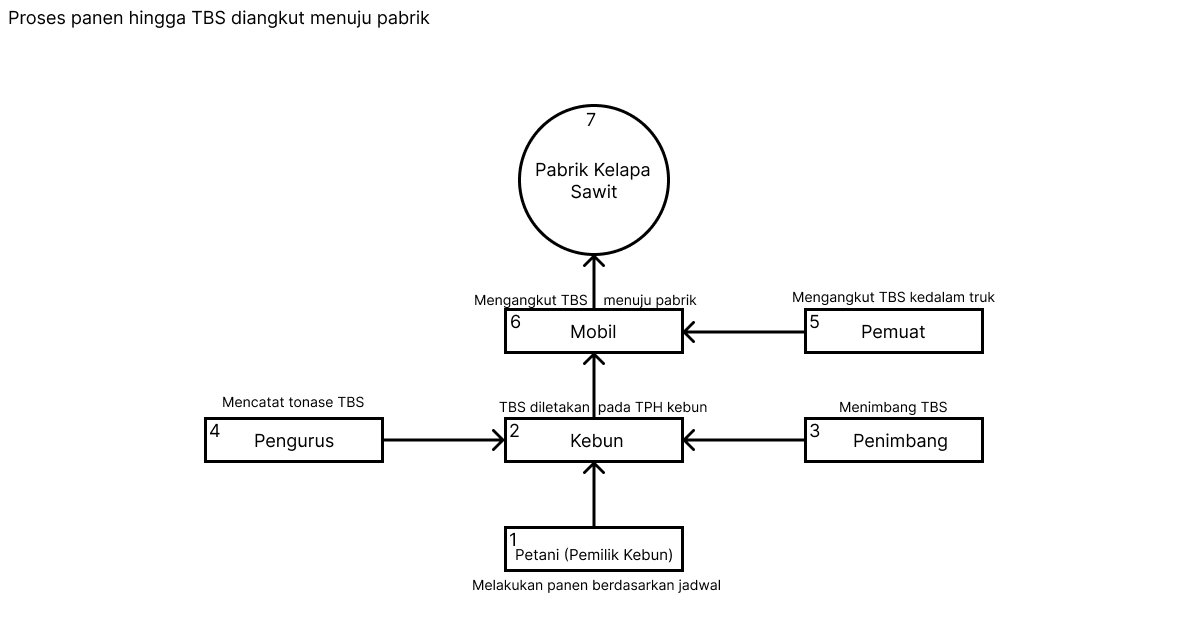 Proses panen hingga TBS diangkut menuju pabrik
7
Pabrik Kelapa
Sawit
Mengangkut TBS menuju pabrik
6
Mobil
Mengangkut TBS kedalam truk
5
Pemuat
Mencatat tonase TBS
4
Pengurus
TBS diletakan pada TPH kebun
2
Kebun
Menimbang TBS
3
Penimbang
1
Petani (Pemilik Kebun)
Melakukan panen berdasarkan jadwal